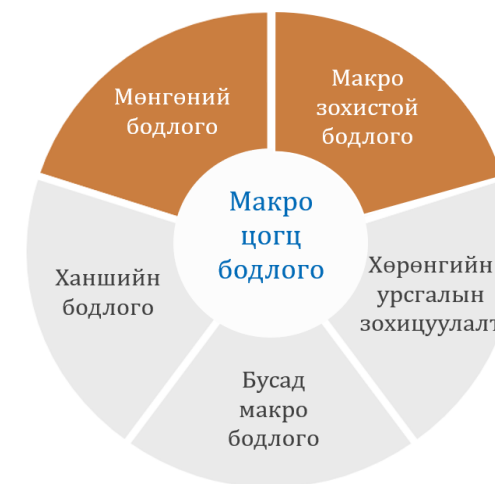 Мөнгөний
бодлого
Макро
зохистой
бодлого
Макро
цогц
бодлого
Ханшийн
бодлого
Хөрөнгийн
урсгалын
зохицуулалт
Бусад
макро
бодлого